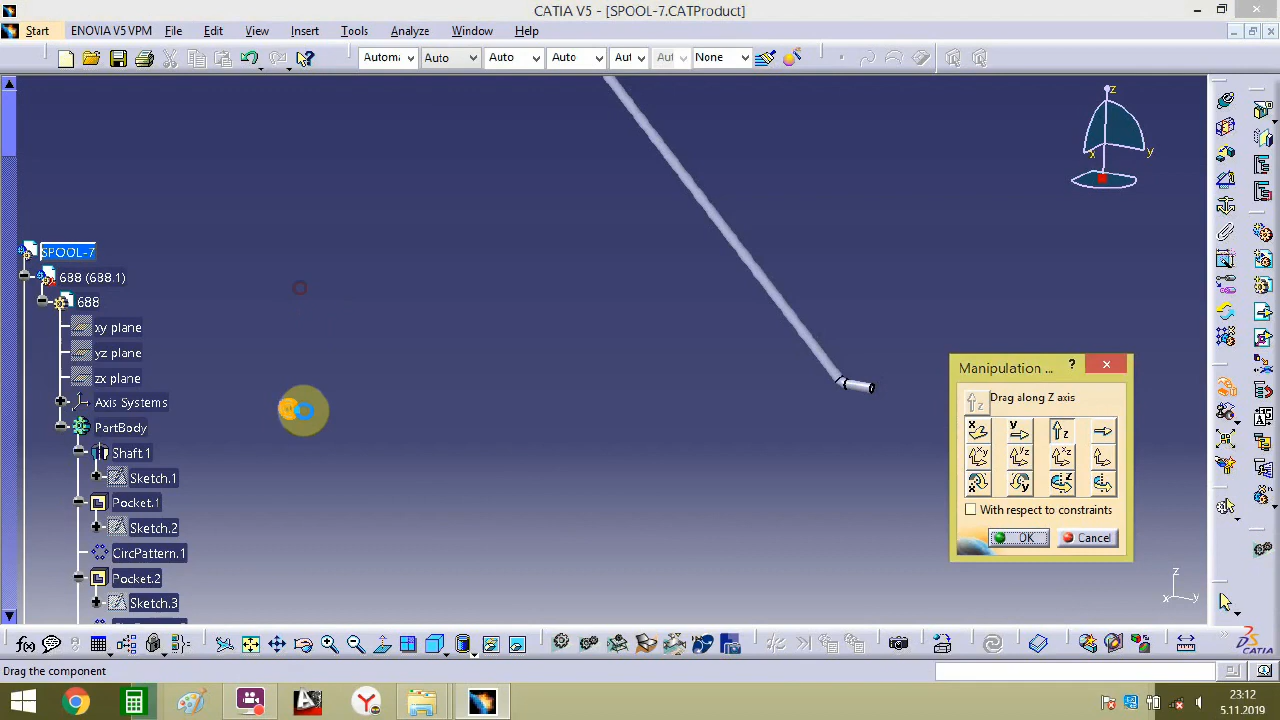 CATIA V5 - [SPOOL-7.CATProduct]
Start ENOVIA V5 VPM File Edit View Insert Tools Analyze Window Help
Automa Auto Auto Auto Aut Aut None
z
x y
SPOOL-7
688 (688.1)
688
xy plane
yz plane
zx plane
Axis Systems
PartBody
Shaft.1
Sketch.1
Pocket.1
Sketch.2
CircPattern.1
Pocket.2
Sketch.3
Manipulation ... ?
Drag along Z axis
With respect to constraints
OK Cancel
z
x y
CATIA
Drag the component
23:12
5.11.2019